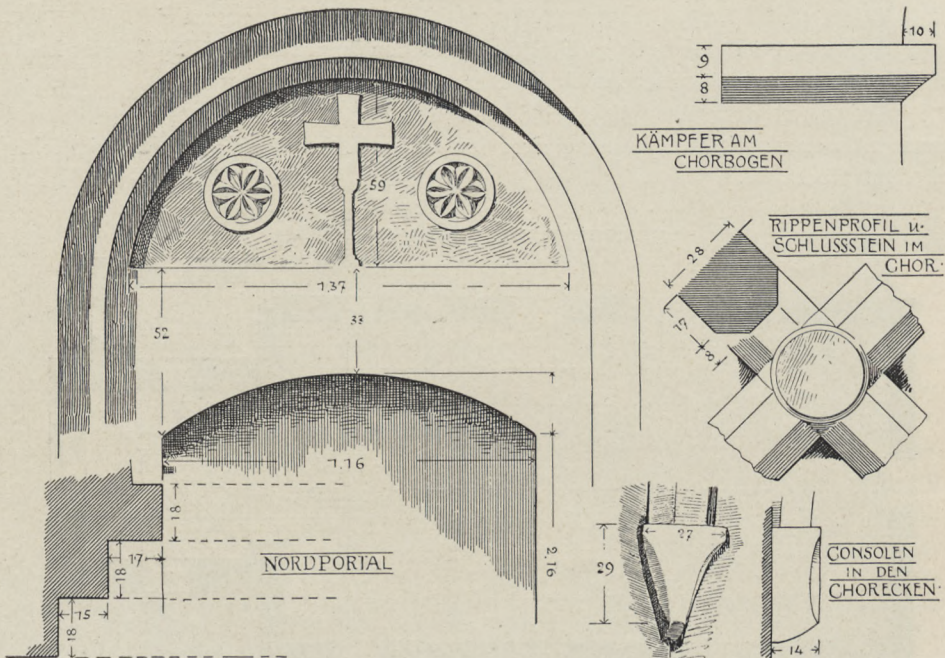 10
9
8
KÄMPFER AM
CHORBOGEN
59
RIPPENPROFIL u.
SCHLUSSSTEIN IM
CHOR.
28
17
8
1.37
52
33
1.16
18
17
18
15
18
NORDPORTAL
2.16
27
29
14
CONSOLEN
IN DEN
CHORECKEN.